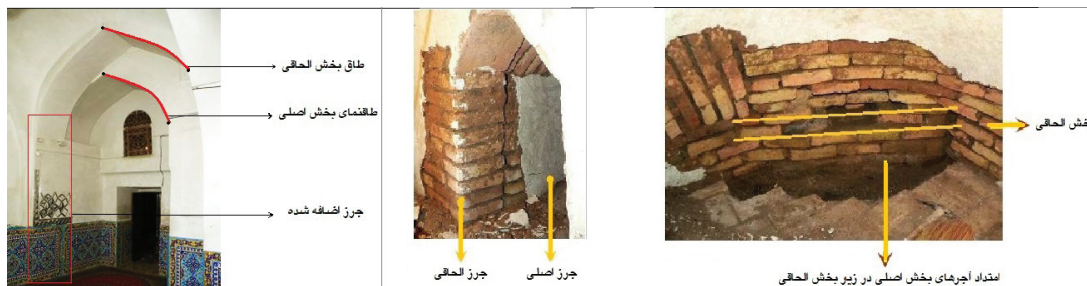 طاق بخش الحاقی
طاقنمای بخش اصلی
جرز اضافه شده
جرز اصلی
جرز الحاقی
بخش الحاقی
امتداد آجرهای بخش اصلی در زیر بخش الحاقی